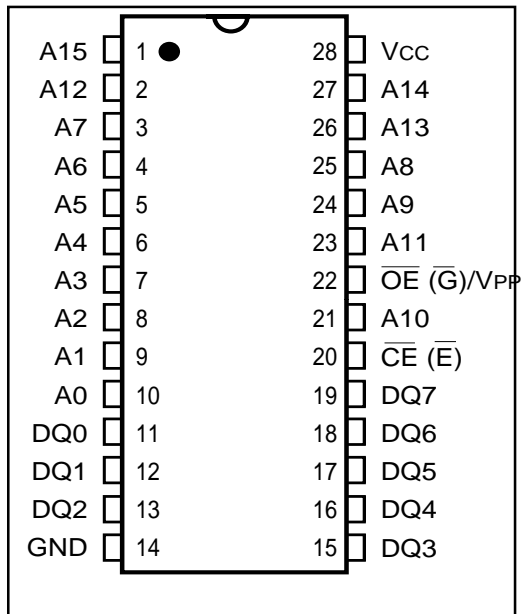 A15 1 28 VCC
A12 2 27 A14
A7 3 26 A13
A6 4 25 A8
A5 5 24 A9
A4 6 23 A11
A3 7 22 O̅E̅ (G̅)/VPP
A2 8 21 A10
A1 9 20 C̅E̅ (E̅)
A0 10 19 DQ7
DQ0 11 18 DQ6
DQ1 12 17 DQ5
DQ2 13 16 DQ4
GND 14 15 DQ3